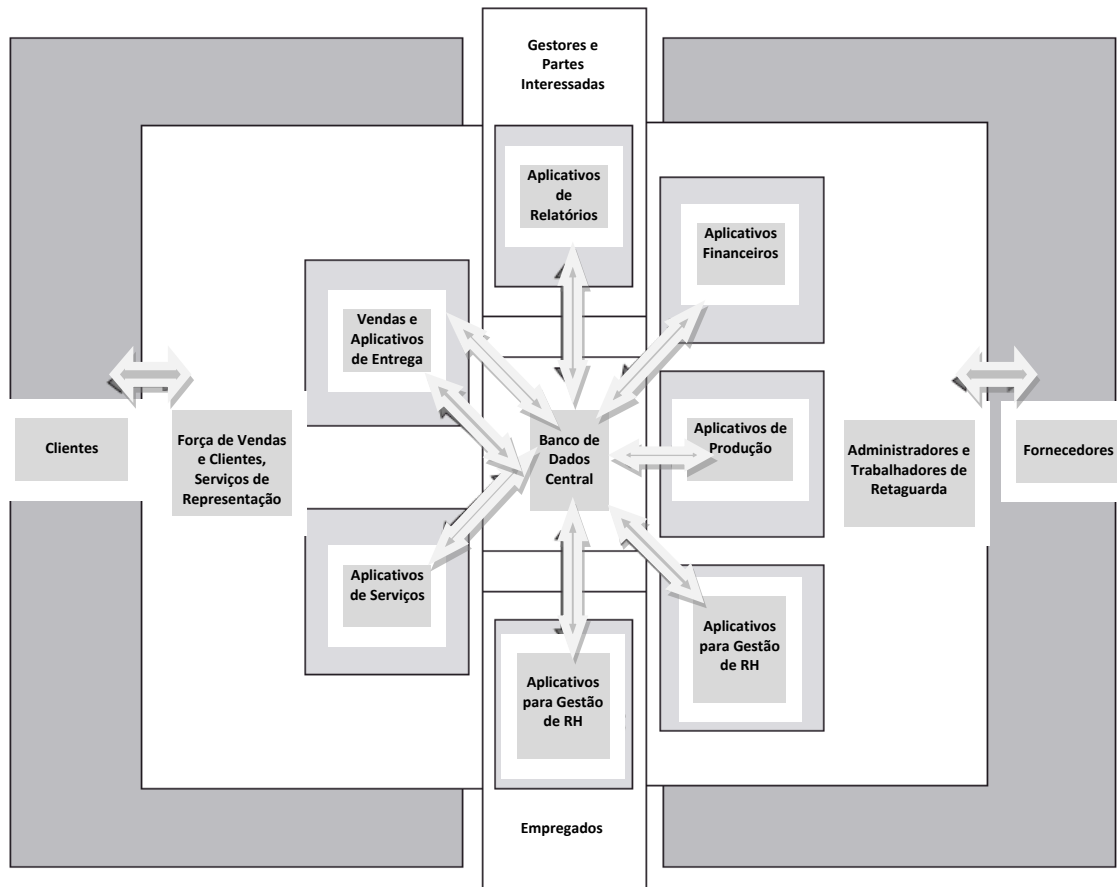 Gestores e
Partes
Interessadas
Aplicativos
de
Relatórios
Aplicativos
Financeiros
Vendas e
Aplicativos
de Entrega
Clientes
Força de Vendas
e Clientes,
Serviços de
Representação
Banco de
Dados
Central
Aplicativos de
Produção
Administradores e
Trabalhadores de
Retaguarda
Fornecedores
Aplicativos
de Serviços
Aplicativos
para Gestão
de RH
Aplicativos
para Gestão
de RH
Empregados